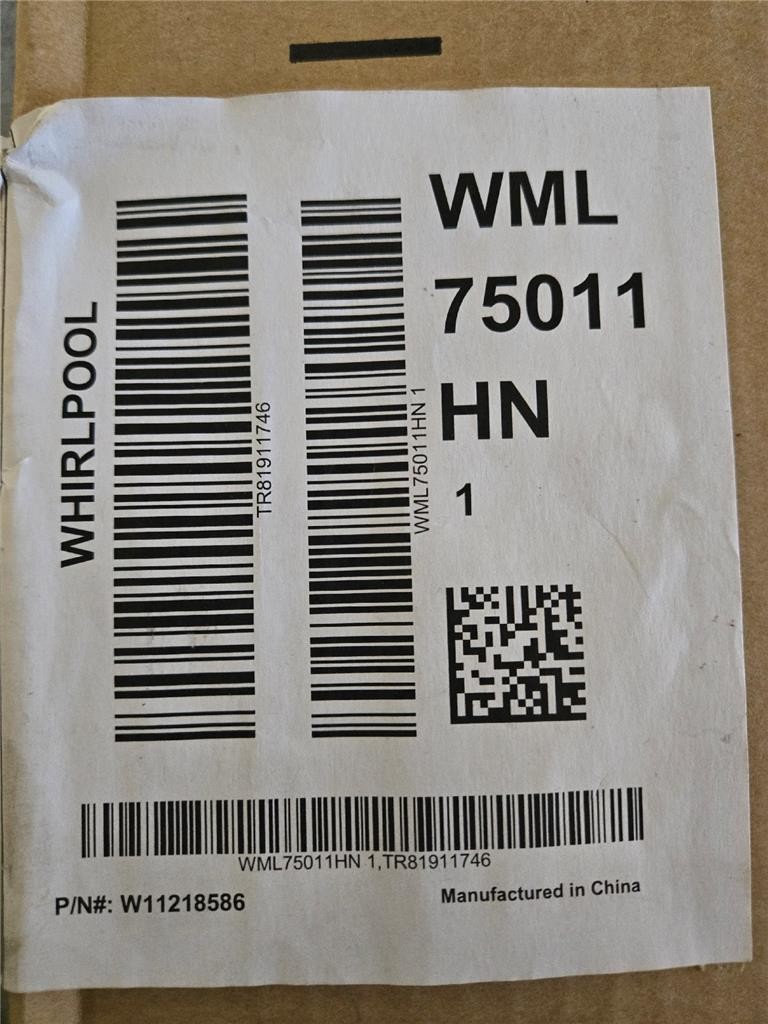 WHIRLPOOL
TR81911746
WML75011HN 1
WML
75011
HN
1
WML75011HN 1,TR81911746
P/N#: W11218586
Manufactured in China